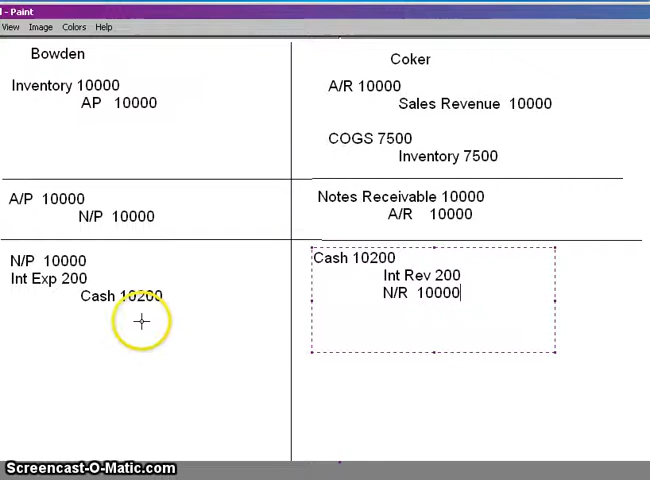 - Paint
View Image Colors Help
Bowden
Coker
Inventory 10000
AP 10000
A/R 10000
Sales Revenue 10000
COGS 7500
Inventory 7500
A/P 10000
N/P 10000
Notes Receivable 10000
A/R 10000
N/P 10000
Int Exp 200
Cash 10200
Cash 10200
Int Rev 200
N/R 10000
Screencast-O-Matic.com